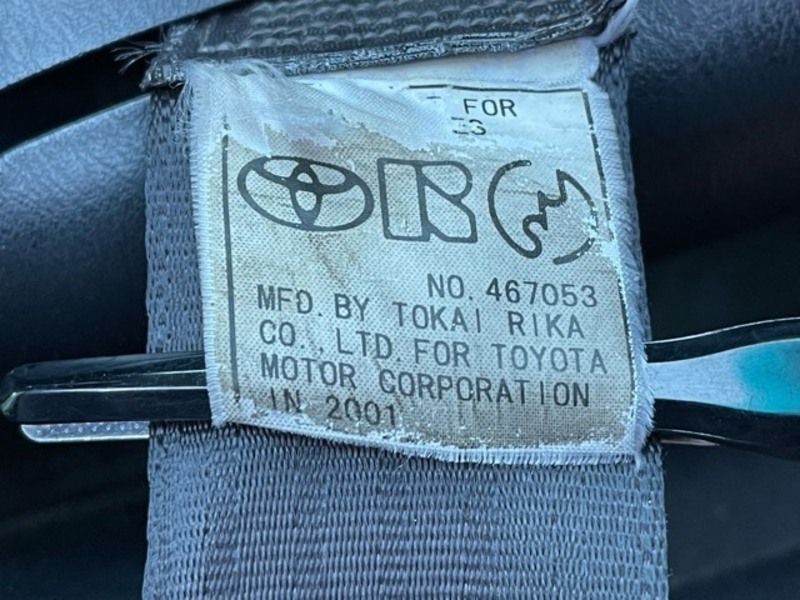 FOR
NO. 467053
MFD. BY TOKAI RIKA
CO., LTD. FOR TOYOTA
MOTOR CORPORATION
IN 2001